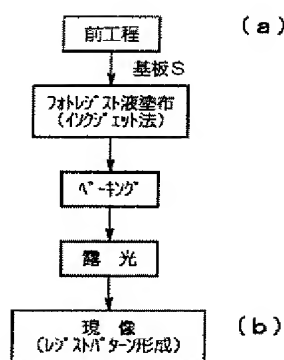 前工程
(a)
基板S
フォトレジスト液塗布
(インクジェット法)
ベーキング
露 光
現 像
(レジストパターン形成)
(b)